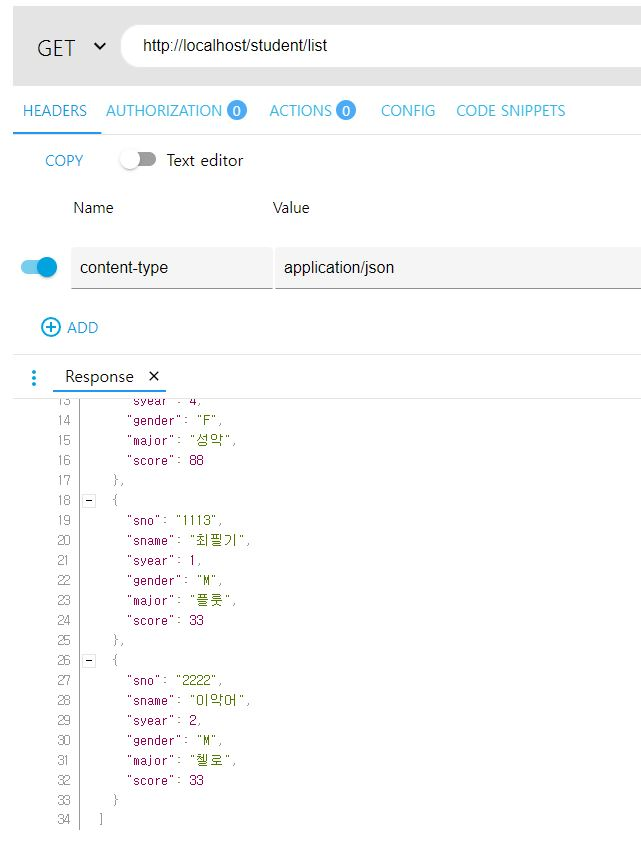 GET http://localhost/student/list
HEADERS AUTHORIZATION 0 ACTIONS 0 CONFIG CODE SNIPPETS
COPY Text editor
Name Value
content-type application/json
ADD
Response ×
13 "syear": 4,
14 "gender": "F",
15 "major": "성악",
16 "score": 88
17 },
18 {
19 "sno": "1113",
20 "sname": "최필기",
21 "syear": 1,
22 "gender": "M",
23 "major": "플룻",
24 "score": 33
25 },
26 {
27 "sno": "2222",
28 "sname": "이악어",
29 "syear": 2,
30 "gender": "M",
31 "major": "첼로",
32 "score": 33
33 }
34 ]